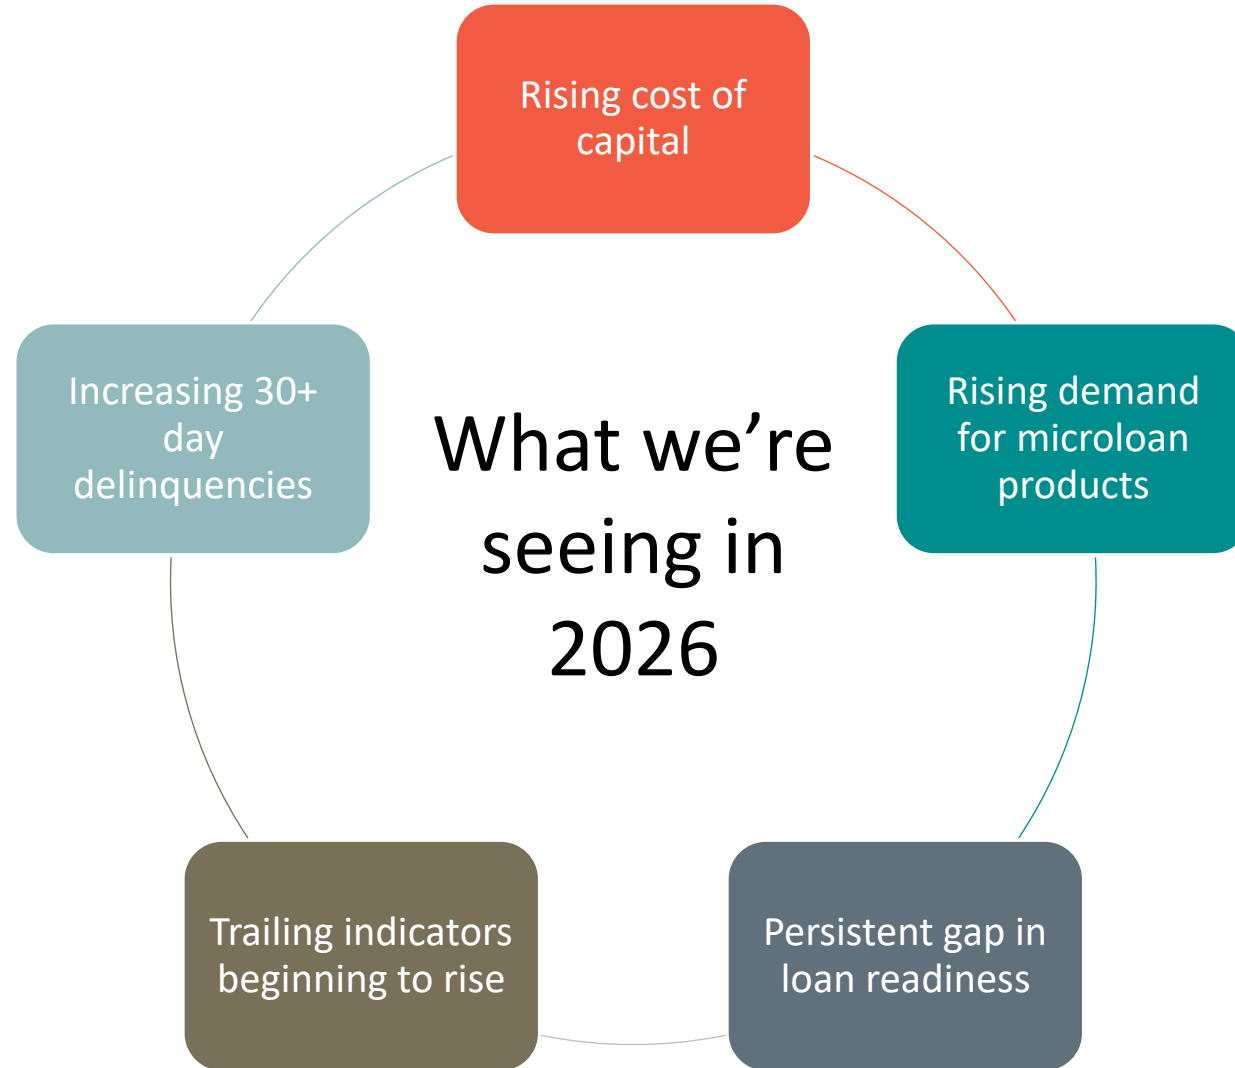 Rising cost of
capital
Rising demand
for microloan
products
Persistent gap in
loan readiness
Trailing indicators
beginning to rise
Increasing 30+
day
delinquencies
What we’re
seeing in
2026